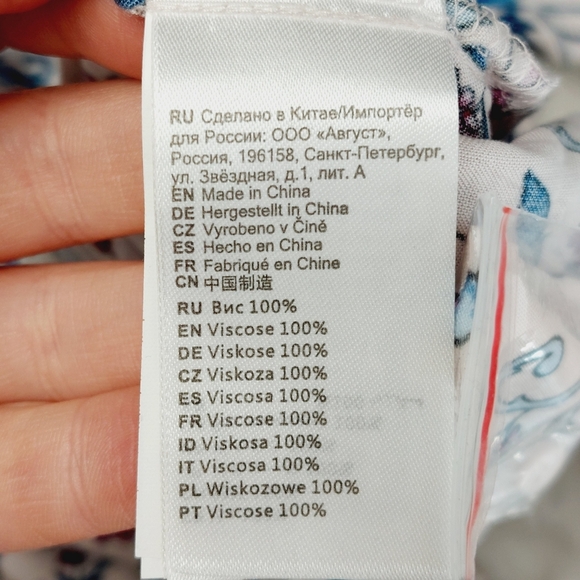 RU Сделано в Китае/Импортёр
для России: ООО «Август»,
Россия, 196158, Санкт-Петербург,
ул. Звёздная, д.1, лит. А
EN Made in China
DE Hergestellt in China
CZ Vyrobeno v Číně
ES Hecho en China
FR Fabriqué en Chine
CN 中国制造
RU Вис 100%
EN Viscose 100%
DE Viskose 100%
CZ Viskoza 100%
ES Viscosa 100%
FR Viscose 100%
ID Viskosa 100%
IT Viscosa 100%
PL Wiskozowe 100%
PT Viscose 100%